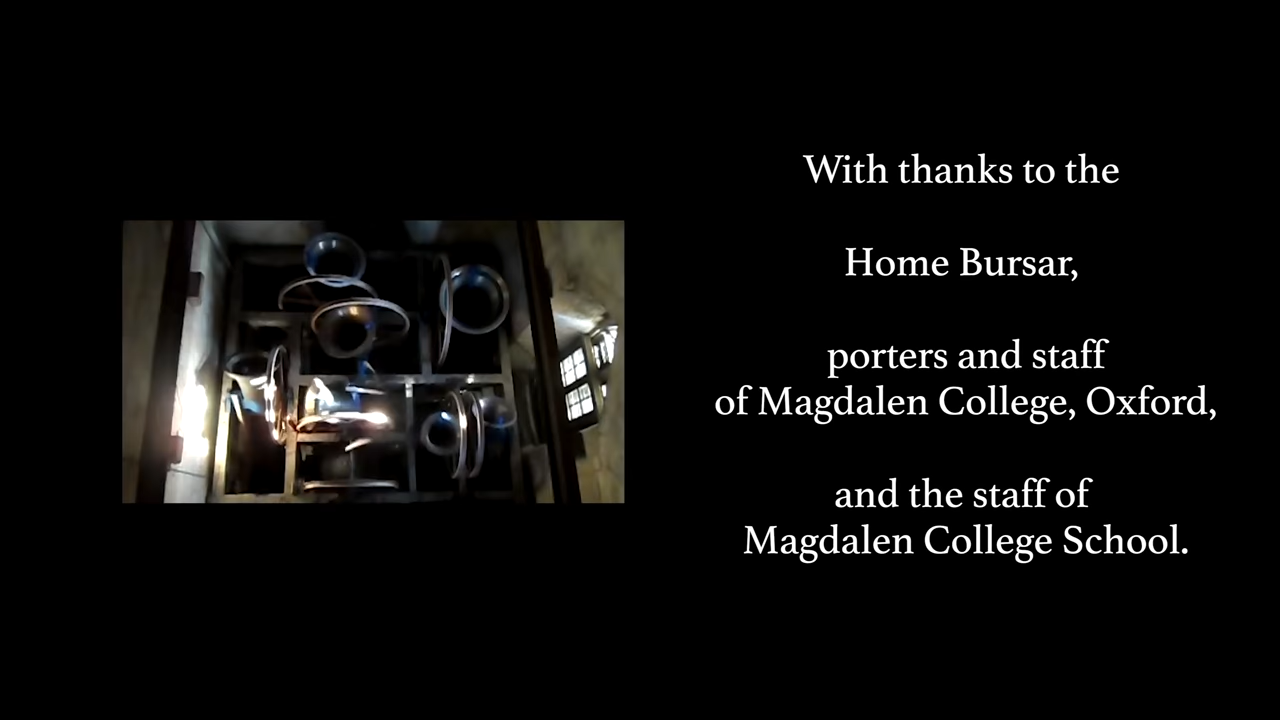 With thanks to the
Home Bursar,
porters and staff
of Magdalen College, Oxford,
and the staff of
Magdalen College School.